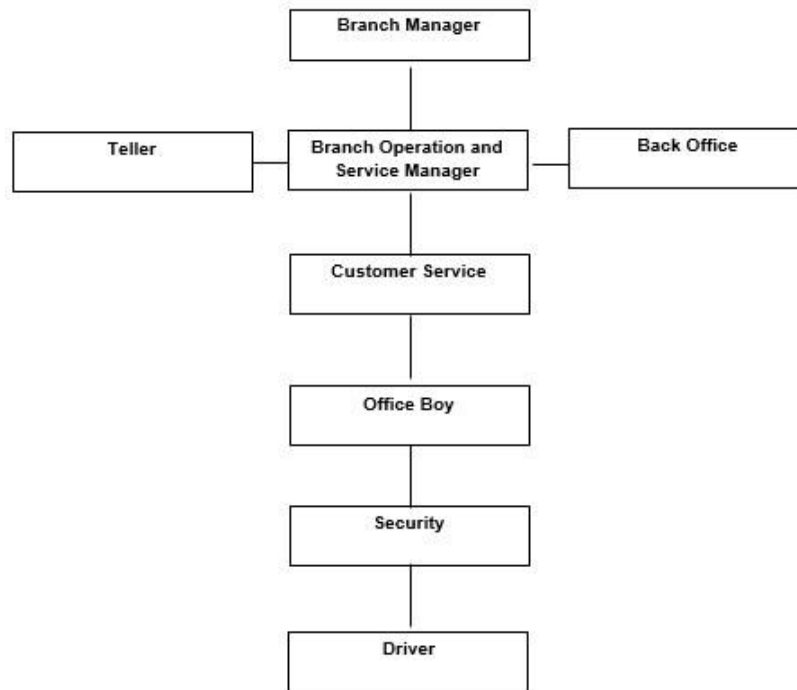 Branch Manager
Teller
Branch Operation and
Service Manager
Back Office
Customer Service
Office Boy
Security
Driver